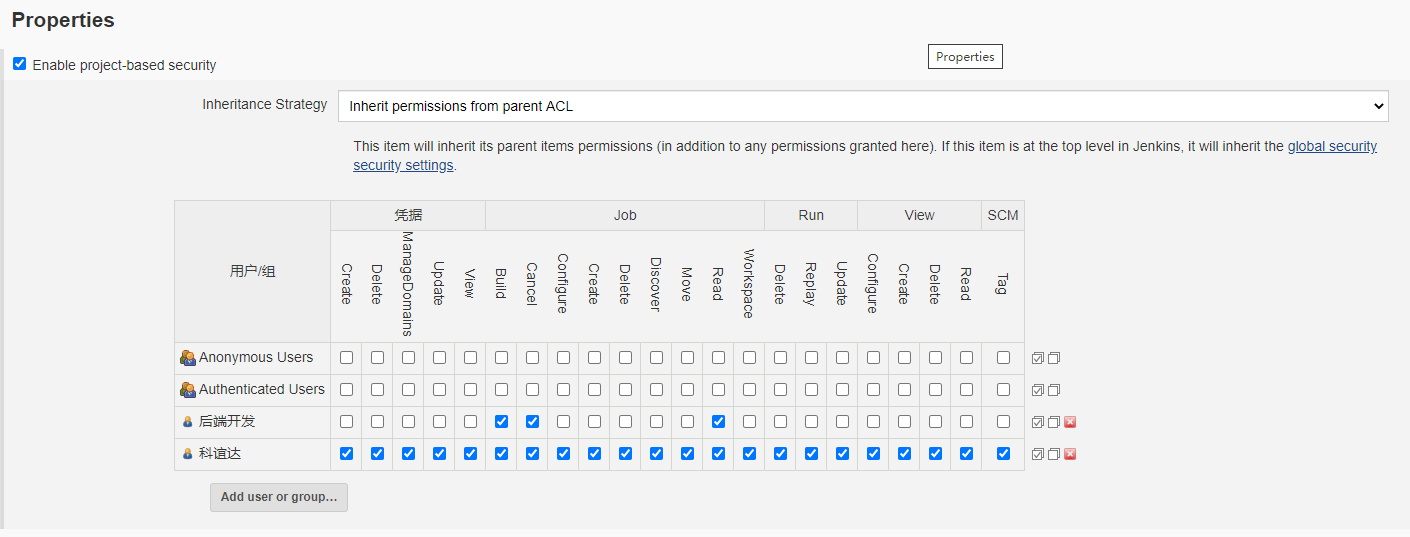 Properties
Enable project-based security
Properties
Inheritance Strategy
Inherit permissions from parent ACL
This item will inherit its parent items permissions (in addition to any permissions granted here). If this item is at the top level in Jenkins, it will inherit the global security
security settings.
用户/组 凭据 Job Run View SCM
Create Delete ManageDomains Update View Build Cancel Configure Create Delete Discover Move Read Workspace Delete Replay Update Configure Create Delete Read Tag
Anonymous Users
Authenticated Users
后端开发
科谊达
Add user or group...